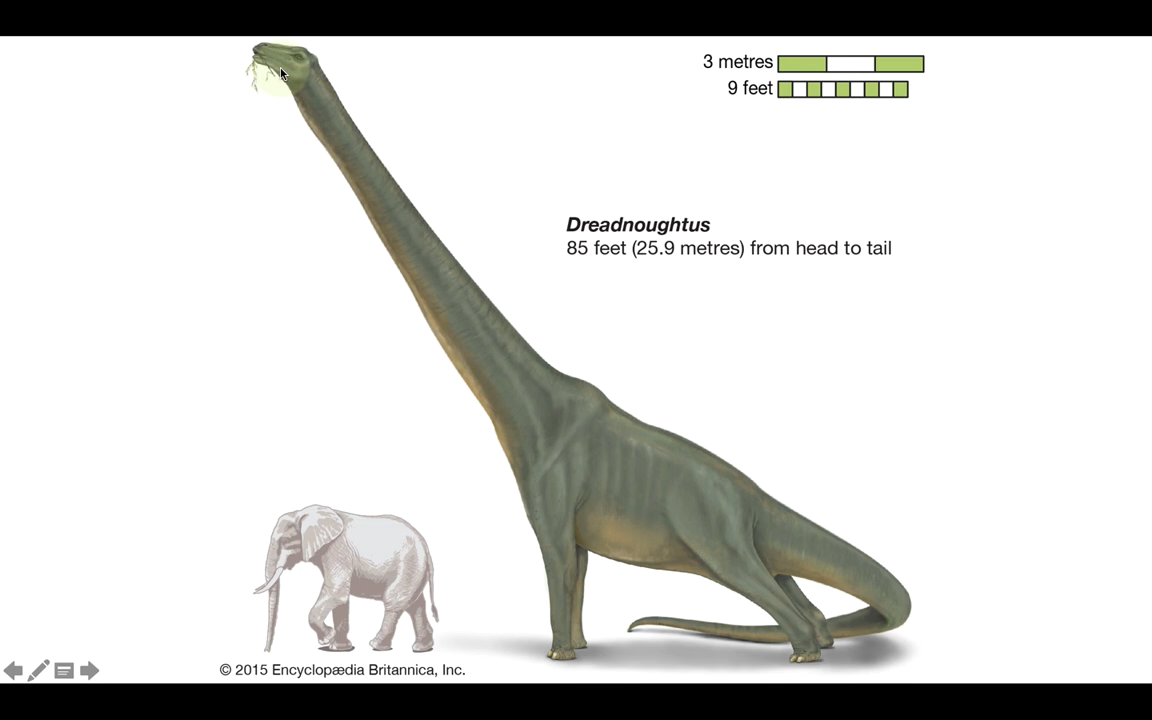 3 metres
9 feet
Dreadnoughtus
85 feet (25.9 metres) from head to tail
© 2015 Encyclopædia Britannica, Inc.